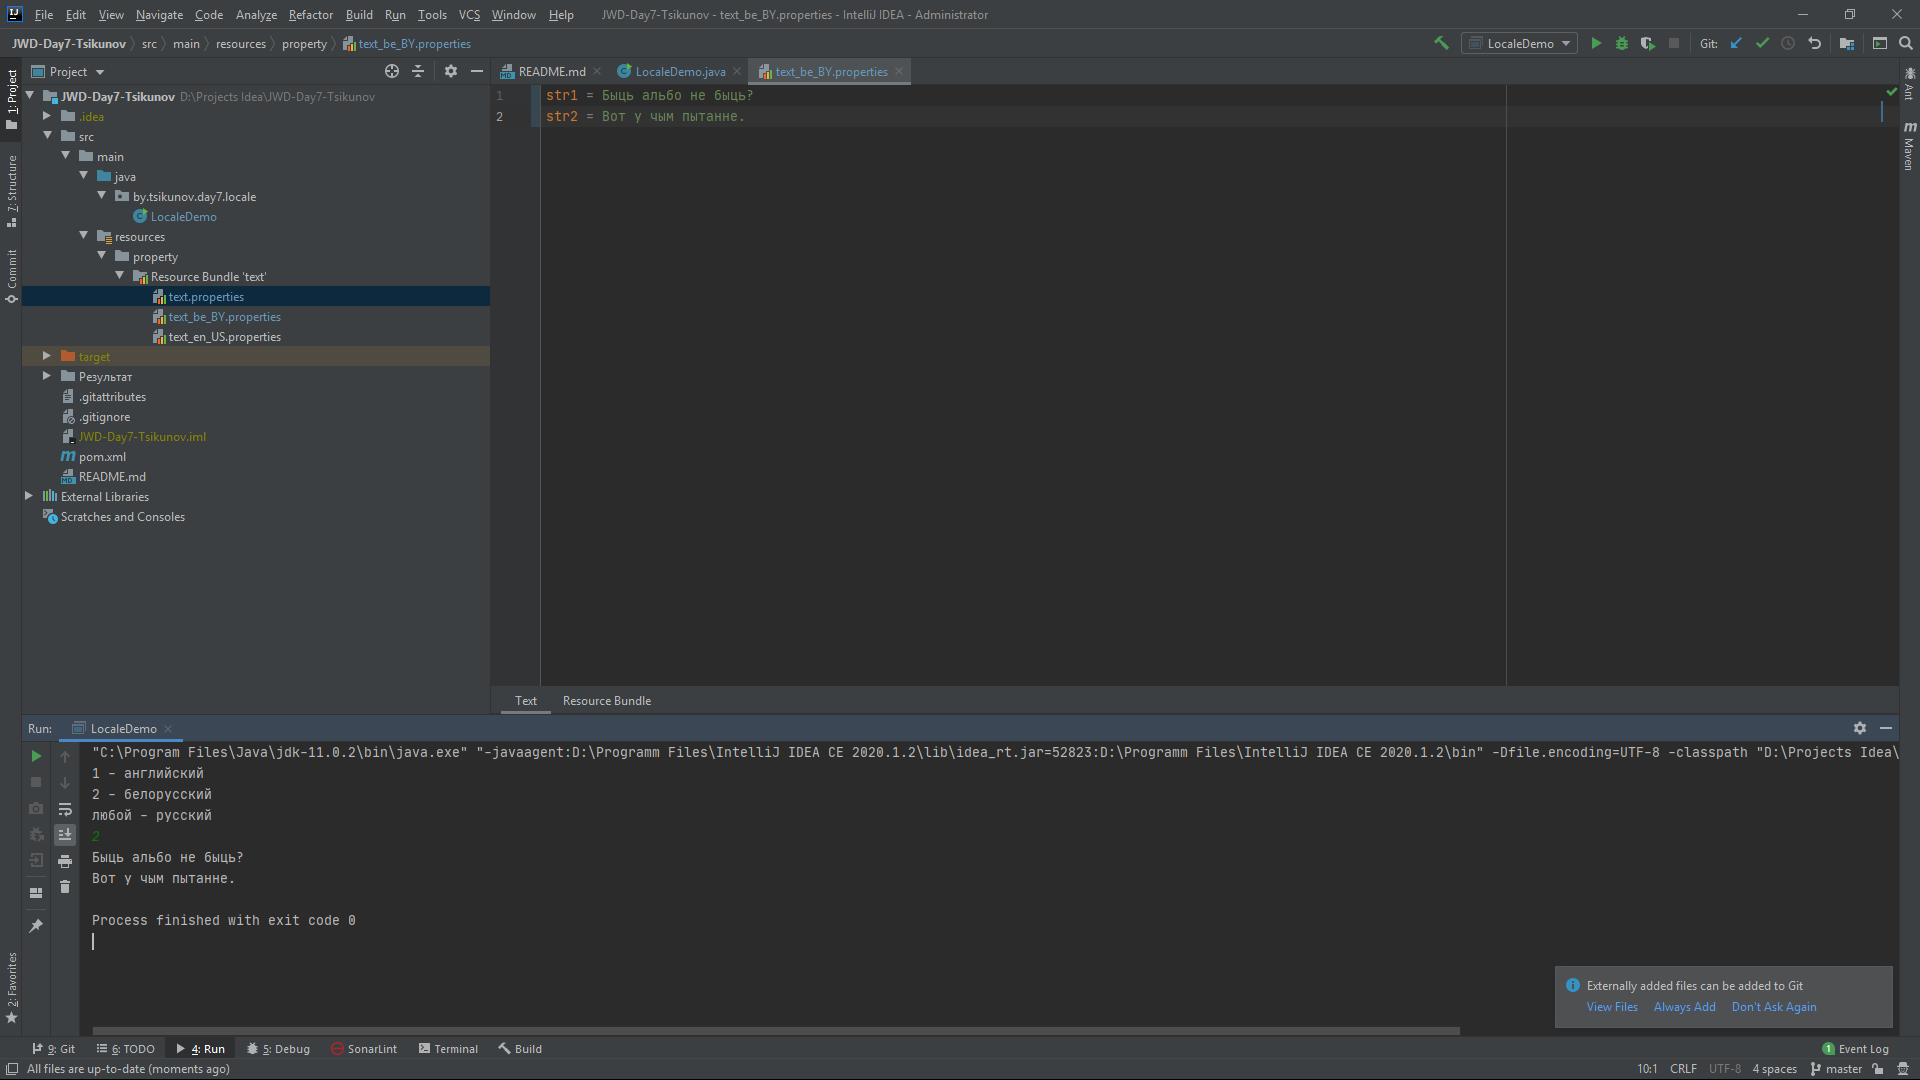 File Edit View Navigate Code Analyze Refactor Build Run Tools VCS Window Help JWD-Day7-Tsikunov - text_be_BY.properties - IntelliJ IDEA - Administrator
JWD-Day7-Tsikunov src main resources property text_be_BY.properties LocaleDemo Git:
Project
README.md LocaleDemo.java text_be_BY.properties
1: Project
7: Structure
Commit
2: Favorites
Ant
Maven
JWD-Day7-Tsikunov D:\Projects Idea\JWD-Day7-Tsikunov
.idea
src
main
java
by.tsikunov.day7.locale
LocaleDemo
resources
property
Resource Bundle 'text'
text.properties
text_be_BY.properties
text_en_US.properties
target
Результат
.gitattributes
.gitignore
JWD-Day7-Tsikunov.iml
pom.xml
README.md
External Libraries
Scratches and Consoles
1 str1 = Быць альбо не быць?
2 str2 = Вот у чым пытанне.
Text Resource Bundle
Run: LocaleDemo
"C:\Program Files\Java\jdk-11.0.2\bin\java.exe" "-javaagent:D:\Programm Files\IntelliJ IDEA CE 2020.1.2\lib\idea_rt.jar=52823:D:\Programm Files\IntelliJ IDEA CE 2020.1.2\bin" -Dfile.encoding=UTF-8 -classpath "D:\Projects Idea\
1 - английский
2 - белорусский
любой - русский
2
Быць альбо не быць?
Вот у чым пытанне.
Process finished with exit code 0
Externally added files can be added to Git
View Files Always Add Don't Ask Again
9: Git 6: TODO 4: Run 5: Debug SonarLint Terminal Build 1 Event Log
All files are up-to-date (moments ago) 10:1 CRLF UTF-8 4 spaces master